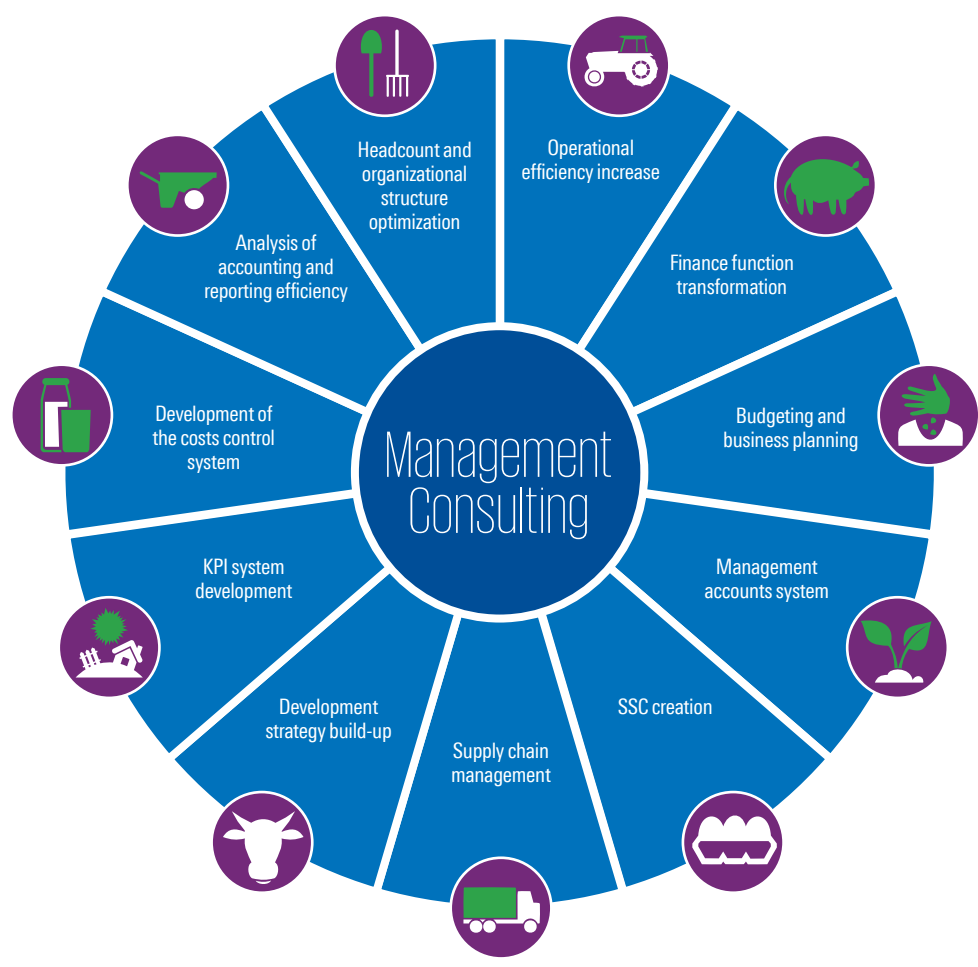 Management
Consulting
Operational
efficiency increase
Finance function
transformation
Budgeting and
business planning
Management
accounts system
SSC creation
Supply chain
management
Development
strategy build-up
KPI system
development
Development of
the costs control
system
Analysis of
accounting and
reporting efficiency
Headcount and
organizational
structure
optimization